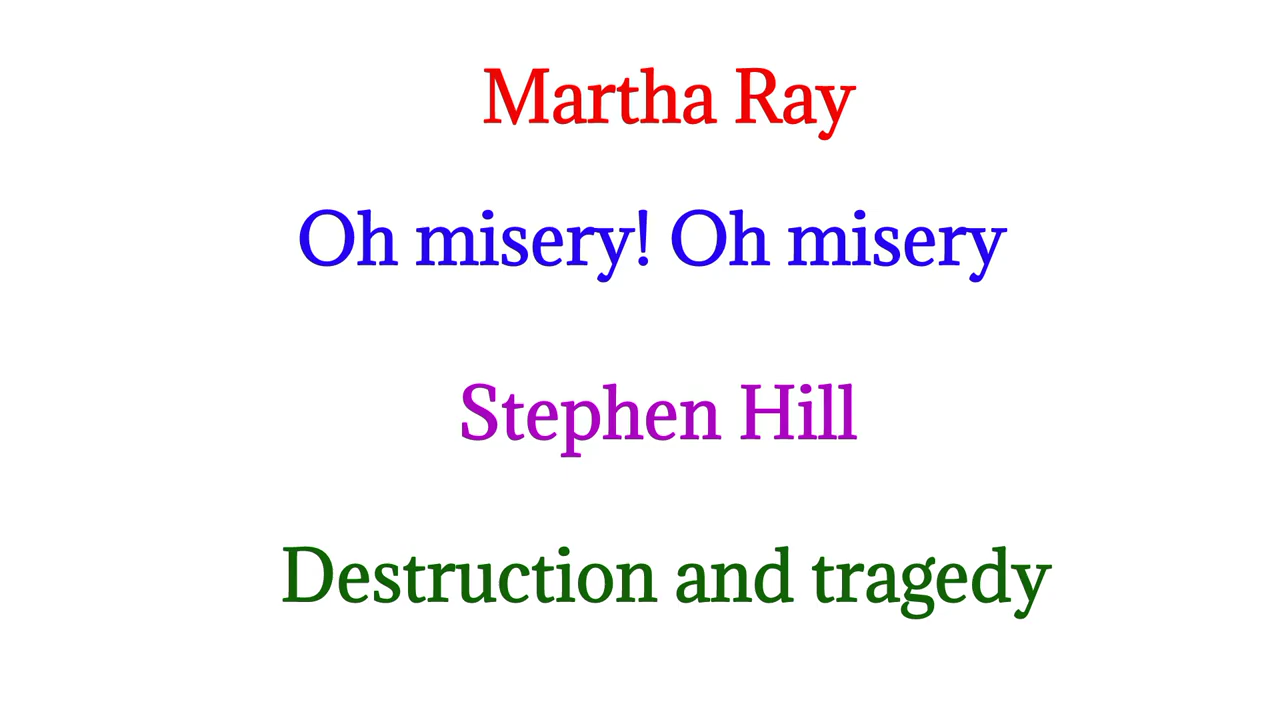 Martha Ray
Oh misery! Oh misery
Stephen Hill
Destruction and tragedy